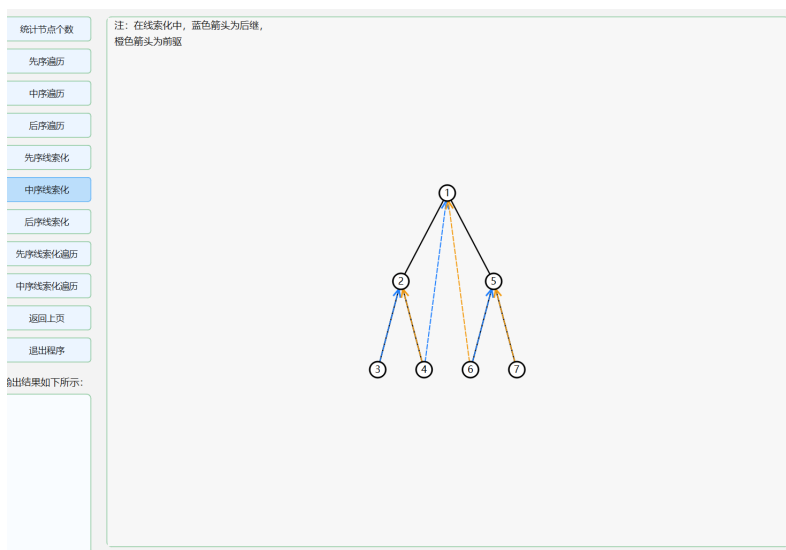 统计节点个数
先序遍历
中序遍历
后序遍历
先序线索化
中序线索化
后序线索化
先序线索化遍历
中序线索化遍历
返回上页
退出程序
输出结果如下所示:
注：在线索化中，蓝色箭头为后继，
橙色箭头为前驱
1
2
5
3
4
6
7